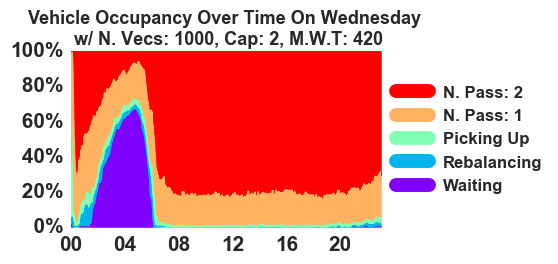 Vehicle Occupancy Over Time On Wednesday
w/ N. Vecs: 1000, Cap: 2, M.W.T: 420
100%
80%
60%
40%
20%
0%
00 04 08 12 16 20
N. Pass: 2
N. Pass: 1
Picking Up
Rebalancing
Waiting